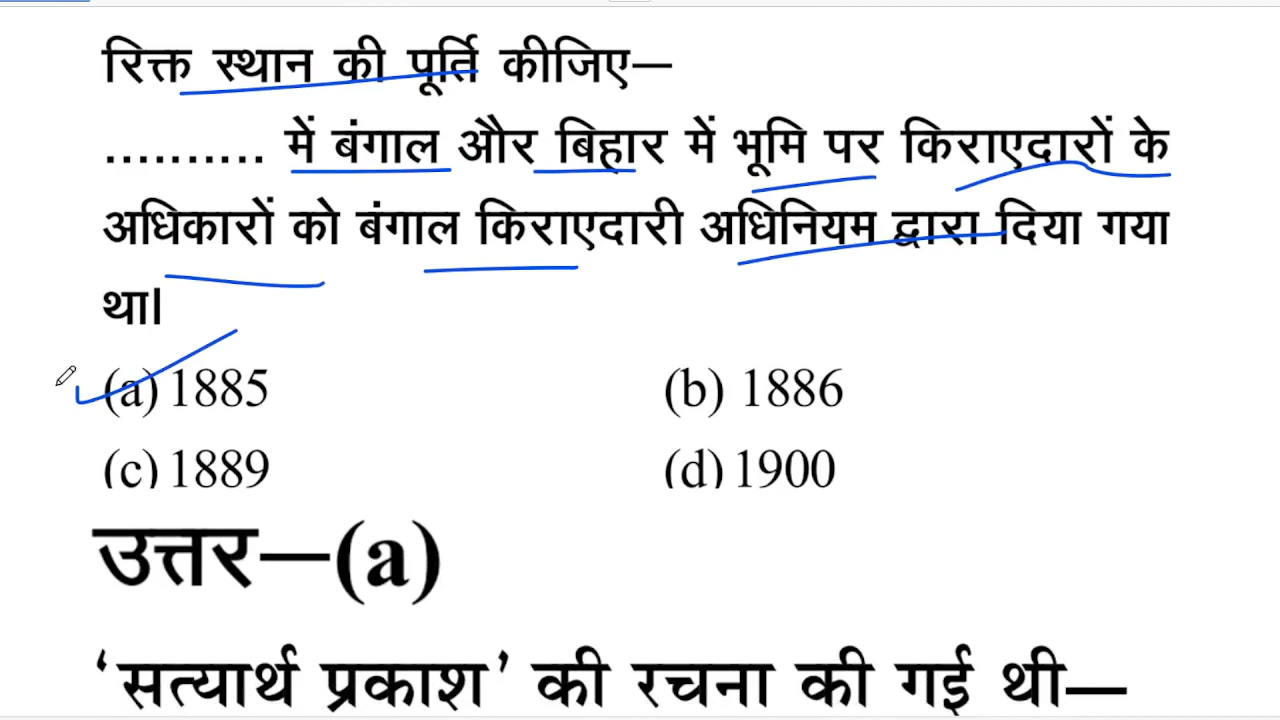 रिक्त स्थान की पूर्ति कीजिए—
.......... में बंगाल और बिहार में भूमि पर किराएदारों के
अधिकारों को बंगाल किराएदारी अधिनियम द्वारा दिया गया
था।
(a) 1885 (b) 1886
(c) 1889 (d) 1900
उत्तर—(a)
‘सत्यार्थ प्रकाश’ की रचना की गई थी—